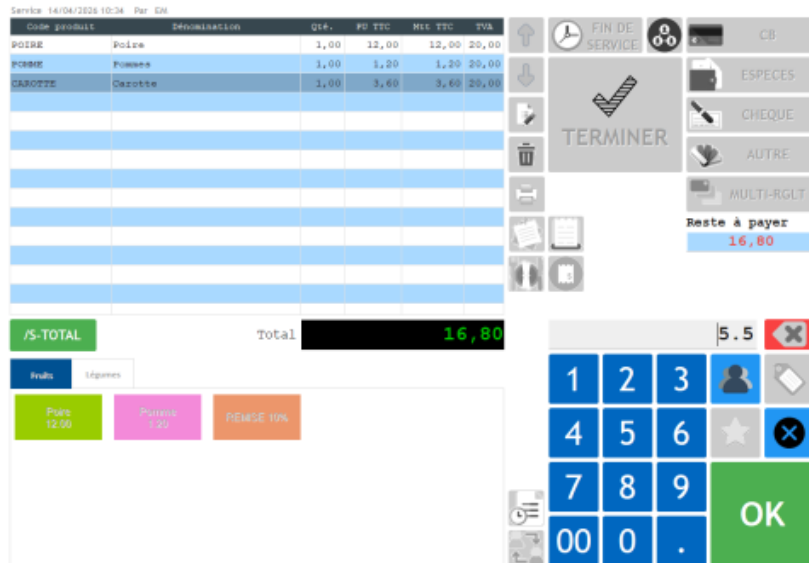 Service 14/04/2026 10:34 Par EM
Code produit Dénomination Qté. PU TTC Mtt TTC TVA
POIRE Poire 1,00 12,00 12,00 20,00
POMME Pommes 1,00 1,20 1,20 20,00
CAROTTE Carotte 1,00 3,60 3,60 20,00
FIN DE
SERVICE
TERMINER
CB
ESPECES
CHEQUE
AUTRE
MULTI-RGLT
Reste à payer
16,80
/S-TOTAL
Total 16,80
5.5
Fruits Légumes
Poire
12.00
Pomme
1.20
REMISE 10%
1 2 3
4 5 6
7 8 9
00 0 .
OK